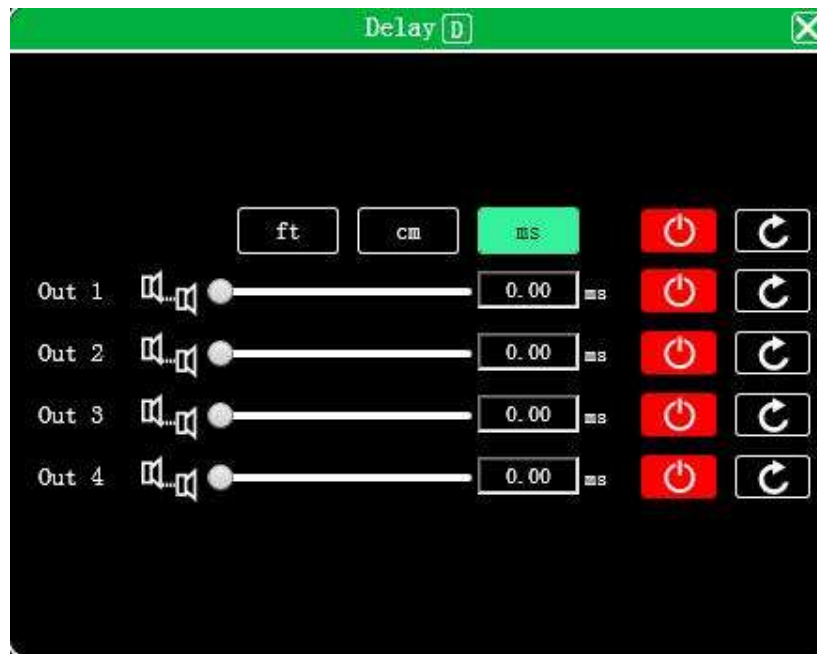 Delay D
ft cm ms
Out 1 0.00 ms
Out 2 0.00 ms
Out 3 0.00 ms
Out 4 0.00 ms